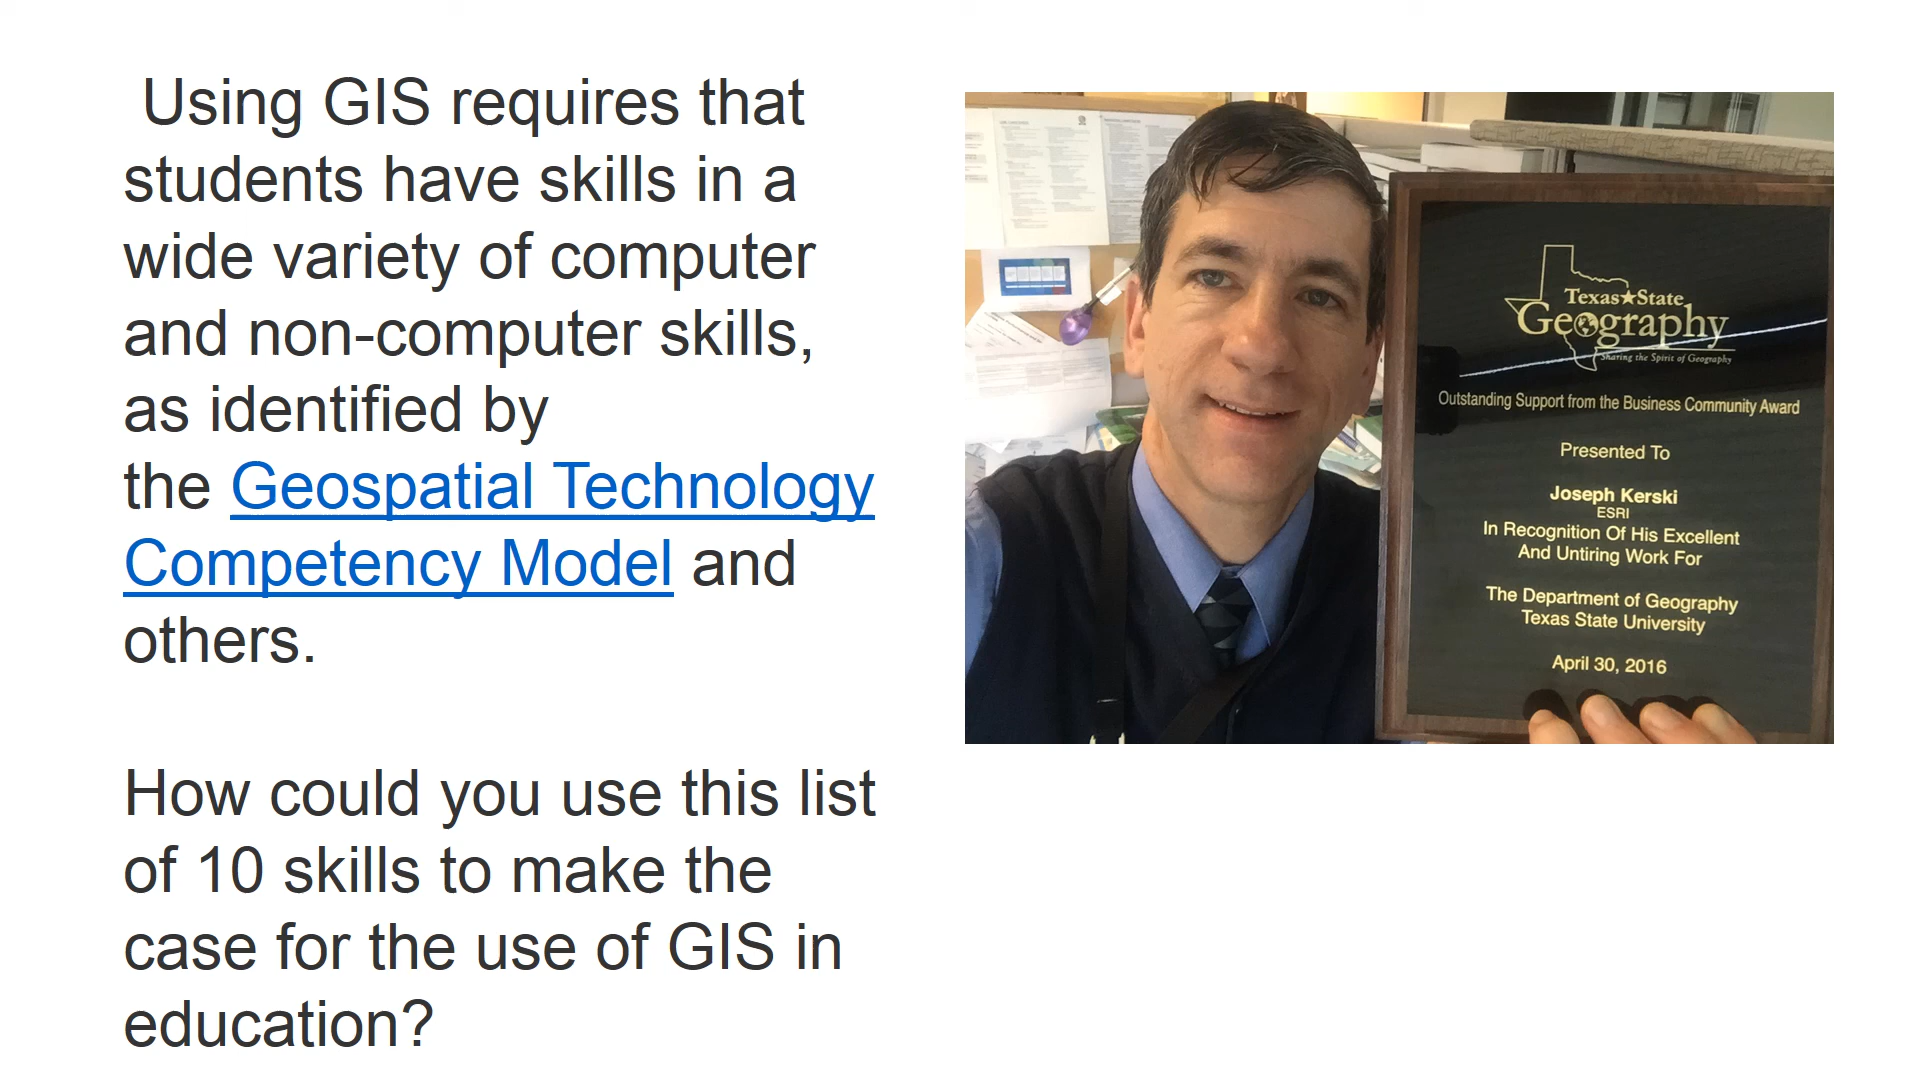 Using GIS requires that
students have skills in a
wide variety of computer
and non-computer skills,
as identified by
the Geospatial Technology
Competency Model and
others.
How could you use this list
of 10 skills to make the
case for the use of GIS in
education?
Texas★State
Geography
Sharing the Spirit of Geography
Outstanding Support from the Business Community Award
Presented To
Joseph Kerski
ESRI
In Recognition Of His Excellent
And Untiring Work For
The Department of Geography
Texas State University
April 30, 2016